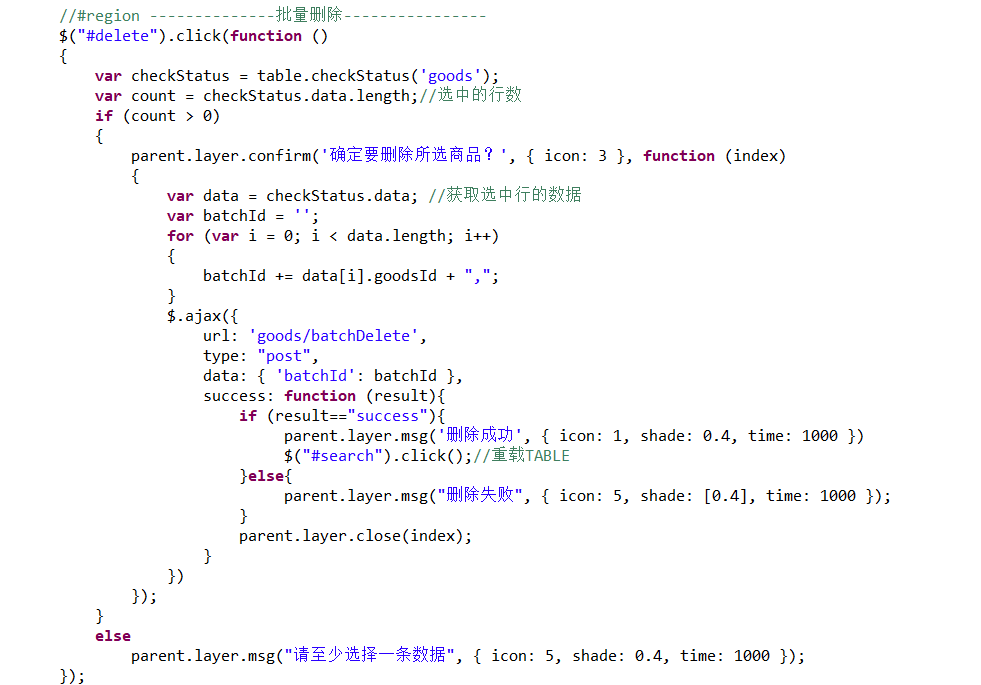 //#region --------------批量删除----------------
$("#delete").click(function ()
{
    var checkStatus = table.checkStatus('goods');
    var count = checkStatus.data.length;//选中的行数
    if (count > 0)
    {
        parent.layer.confirm('确定要删除所选商品？', { icon: 3 }, function (index)
        {
            var data = checkStatus.data; //获取选中行的数据
            var batchId = '';
            for (var i = 0; i < data.length; i++)
            {
                batchId += data[i].goodsId + ",";
            }
            $.ajax({
                url: 'goods/batchDelete',
                type: "post",
                data: { 'batchId': batchId },
                success: function (result){
                    if (result=="success"){
                         parent.layer.msg('删除成功', { icon: 1, shade: 0.4, time: 1000 })
                         $("#search").click();//重载TABLE
                    }else{
                         parent.layer.msg("删除失败", { icon: 5, shade: [0.4], time: 1000 });
                    }
                    parent.layer.close(index);
                }
            })
        });
    }
    else
        parent.layer.msg("请至少选择一条数据", { icon: 5, shade: 0.4, time: 1000 });
});